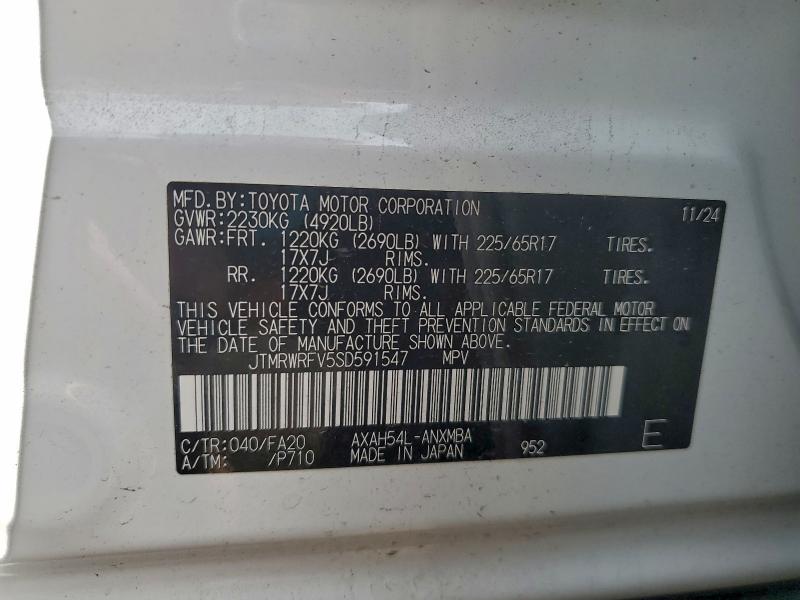 MFD.BY:TOYOTA MOTOR CORPORATION 11/24
GVWR:2230KG (4920LB)
GAWR:FRT. 1220KG (2690LB) WITH 225/65R17 TIRES.
17X7J RIMS.
RR. 1220KG (2690LB) WITH 225/65R17 TIRES.
17X7J RIMS.
THIS VEHICLE CONFORMS TO ALL APPLICABLE FEDERAL MOTOR
VEHICLE SAFETY AND THEFT PREVENTION STANDARDS IN EFFECT ON
THE DATE OF MANUFACTURE SHOWN ABOVE.
JTMRWRFV5SD591547 MPV
C/TR:040/FA20 AXAH54L-ANXMBA 952 E
A/TM: /P710 MADE IN JAPAN